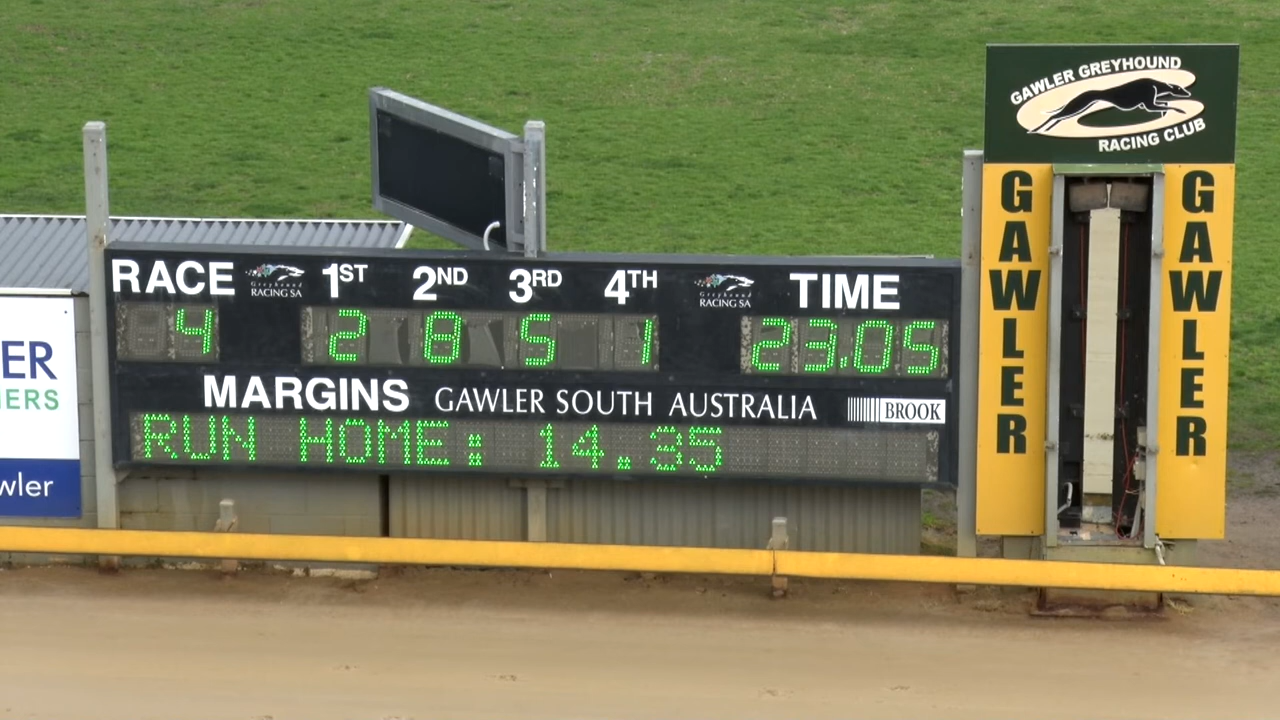 GAWLER GREYHOUND
RACING CLUB
GAWLER
GAWLER
RACE 1ST 2ND 3RD 4TH TIME
Greyhound
RACING SA
Greyhound
RACING SA
4 2 8 5 1 23.05
MARGINS GAWLER SOUTH AUSTRALIA BROOK
RUN HOME: 14.35
ER
ERS
wler